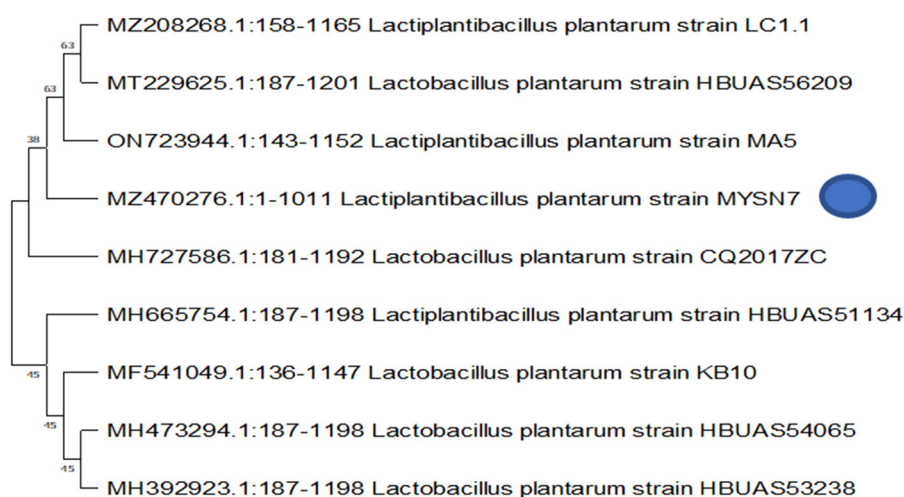 MZ208268.1:158-1165 Lactiplantibacillus plantarum strain LC1.1
63
MT229625.1:187-1201 Lactobacillus plantarum strain HBUAS56209
63
ON723944.1:143-1152 Lactiplantibacillus plantarum strain MA5
38
MZ470276.1:1-1011 Lactiplantibacillus plantarum strain MYSN7
MH727586.1:181-1192 Lactobacillus plantarum strain CQ2017ZC
MH665754.1:187-1198 Lactiplantibacillus plantarum strain HBUAS51134
45
MF541049.1:136-1147 Lactobacillus plantarum strain KB10
45
MH473294.1:187-1198 Lactobacillus plantarum strain HBUAS54065
45
MH392923.1:187-1198 Lactobacillus plantarum strain HBUAS53238